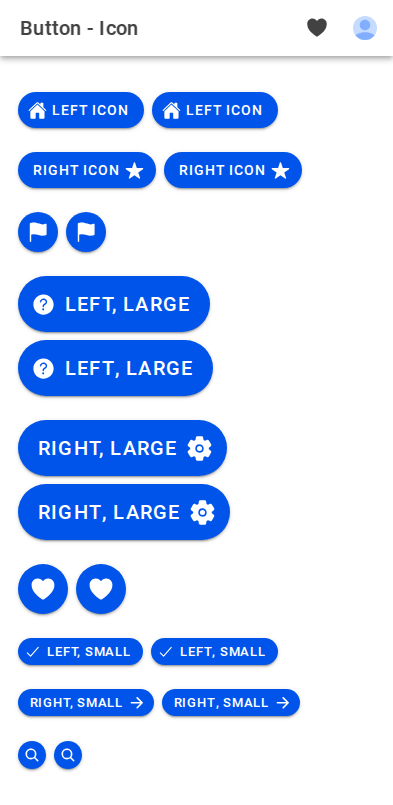 Button - Icon
LEFT ICON LEFT ICON
RIGHT ICON RIGHT ICON
LEFT, LARGE
LEFT, LARGE
RIGHT, LARGE
RIGHT, LARGE
LEFT, SMALL LEFT, SMALL
RIGHT, SMALL RIGHT, SMALL